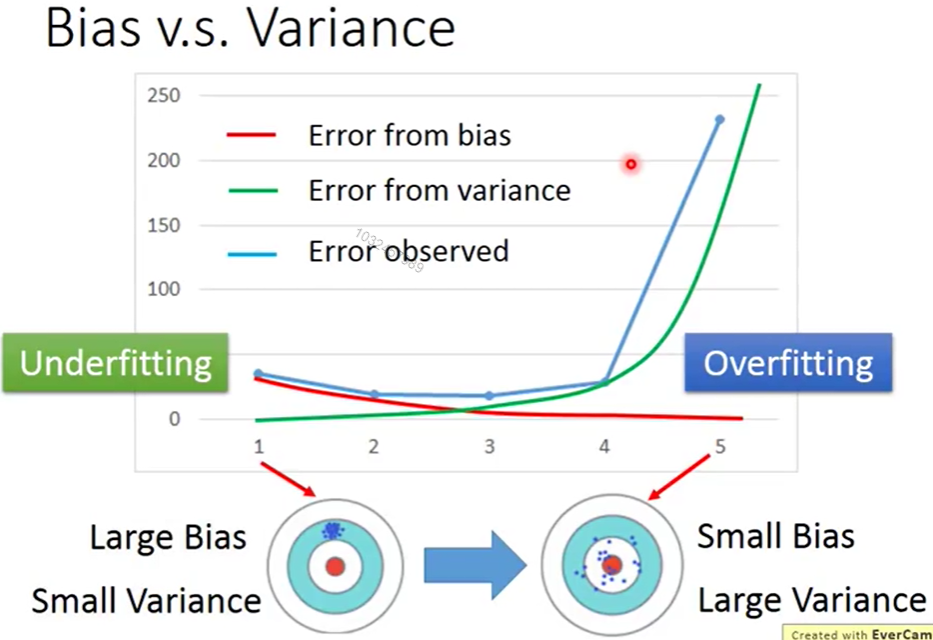 Bias v.s. Variance
250
Error from bias
200
Error from variance
150
Error observed
100
Underfitting
Overfitting
0
1 2 3 4 5
Large Bias
Small Variance
Small Bias
Large Variance
Created with EverCam